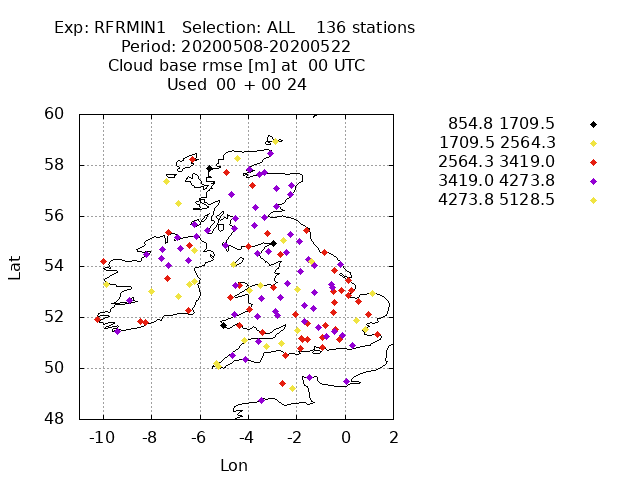 Exp: RFRMIN1 Selection: ALL 136 stations
Period: 20200508-20200522
Cloud base rmse [m] at 00 UTC
Used 00 + 00 24
854.8 1709.5
1709.5 2564.3
2564.3 3419.0
3419.0 4273.8
4273.8 5128.5
60
58
56
54
52
50
48
Lat
-10 -8 -6 -4 -2 0 2
Lon